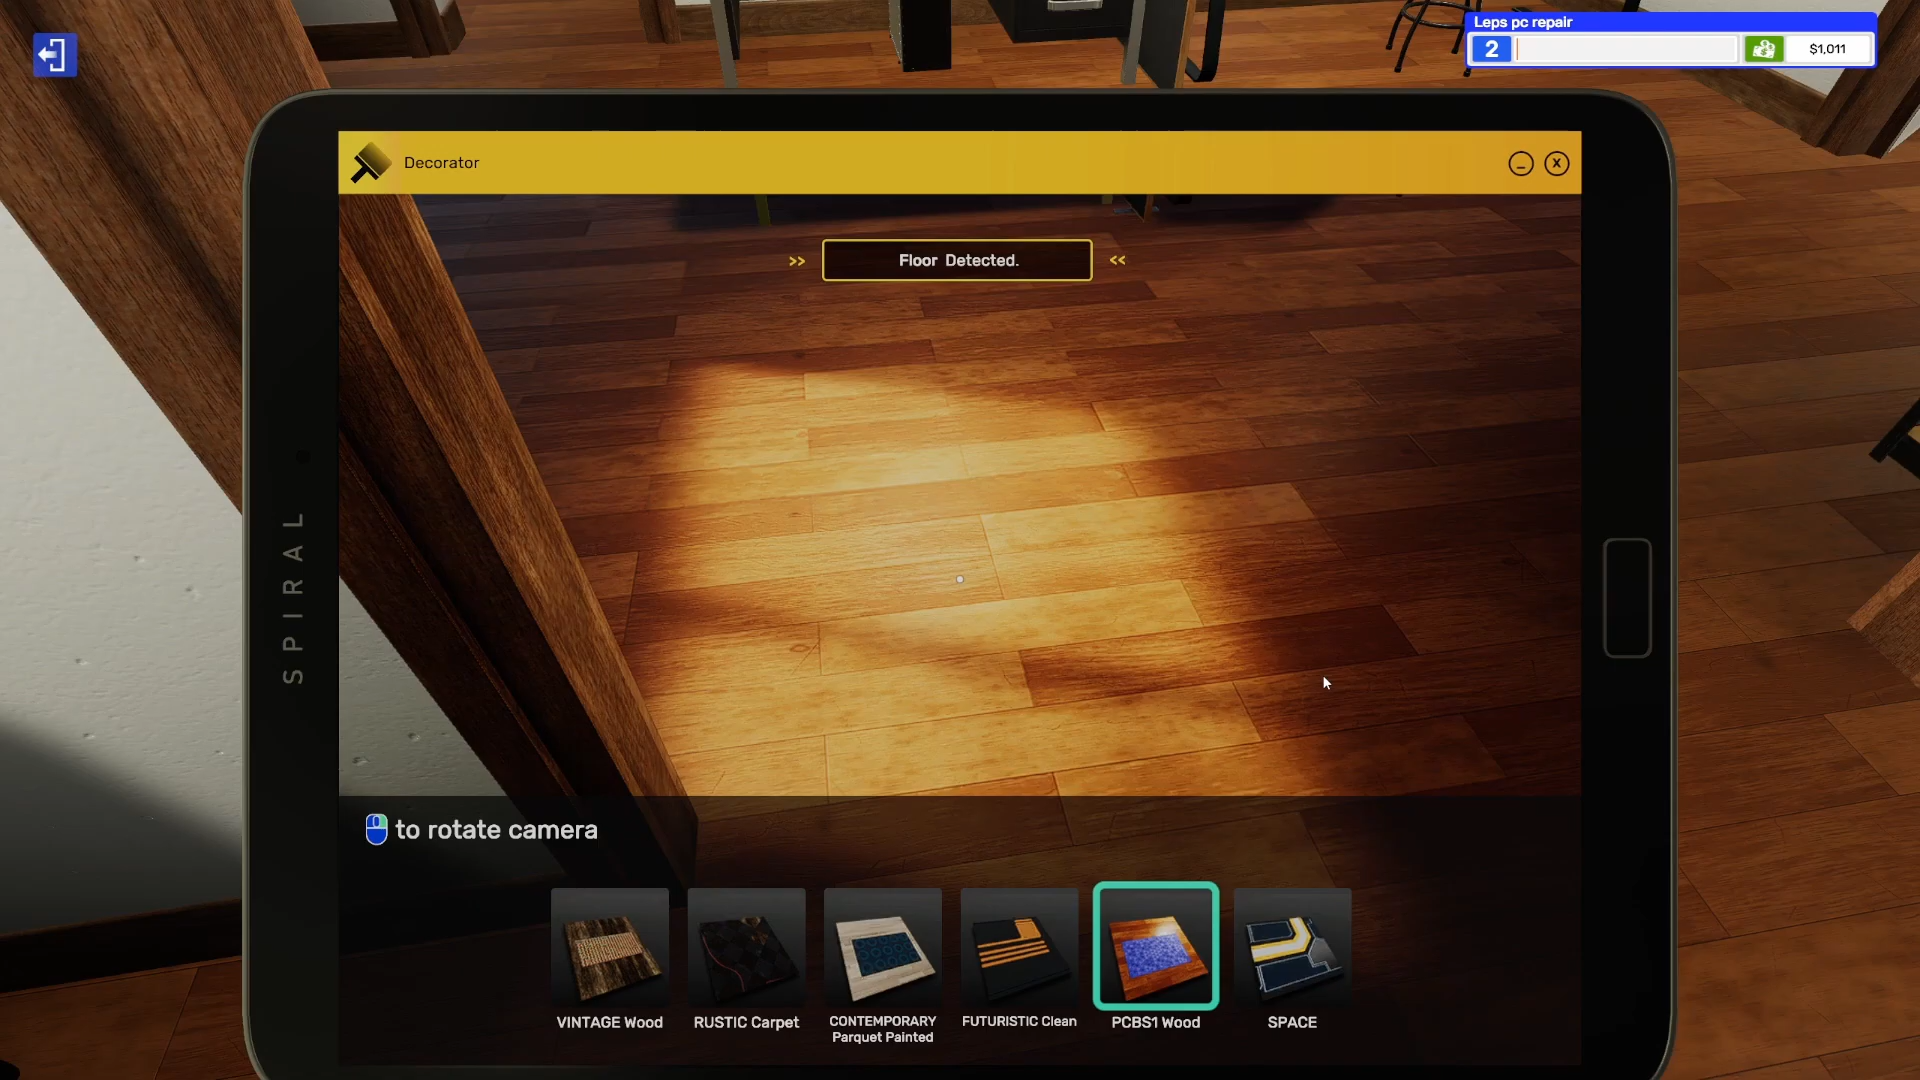 Leps pc repair
2
$1,011
Decorator
>> Floor Detected. <<
SPIRAL
to rotate camera
VINTAGE Wood
RUSTIC Carpet
CONTEMPORARY
Parquet Painted
FUTURISTIC Clean
PCBS1 Wood
SPACE